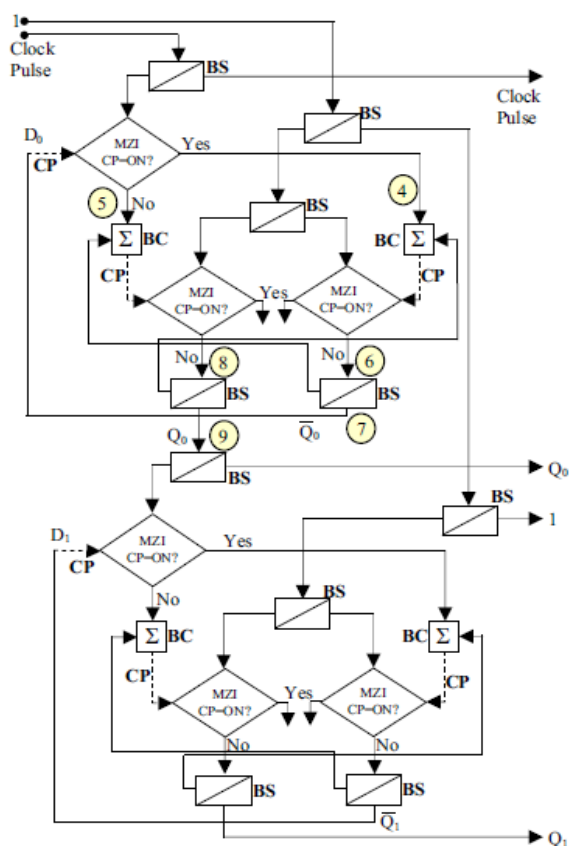 1
Clock
Pulse
BS
Clock
Pulse
BS
D₀
CP
MZI
CP=ON?
Yes
5
No
4
BS
Σ
BC
BC
Σ
CP
CP
MZI
CP=ON?
Yes
MZI
CP=ON?
No
8
No
6
BS
BS
Q₀
9
Q̅₀
7
BS
Q₀
BS
1
D₁
CP
MZI
CP=ON?
Yes
No
BS
Σ
BC
BC
Σ
CP
CP
MZI
CP=ON?
Yes
MZI
CP=ON?
No
No
BS
BS
Q̅₁
Q₁